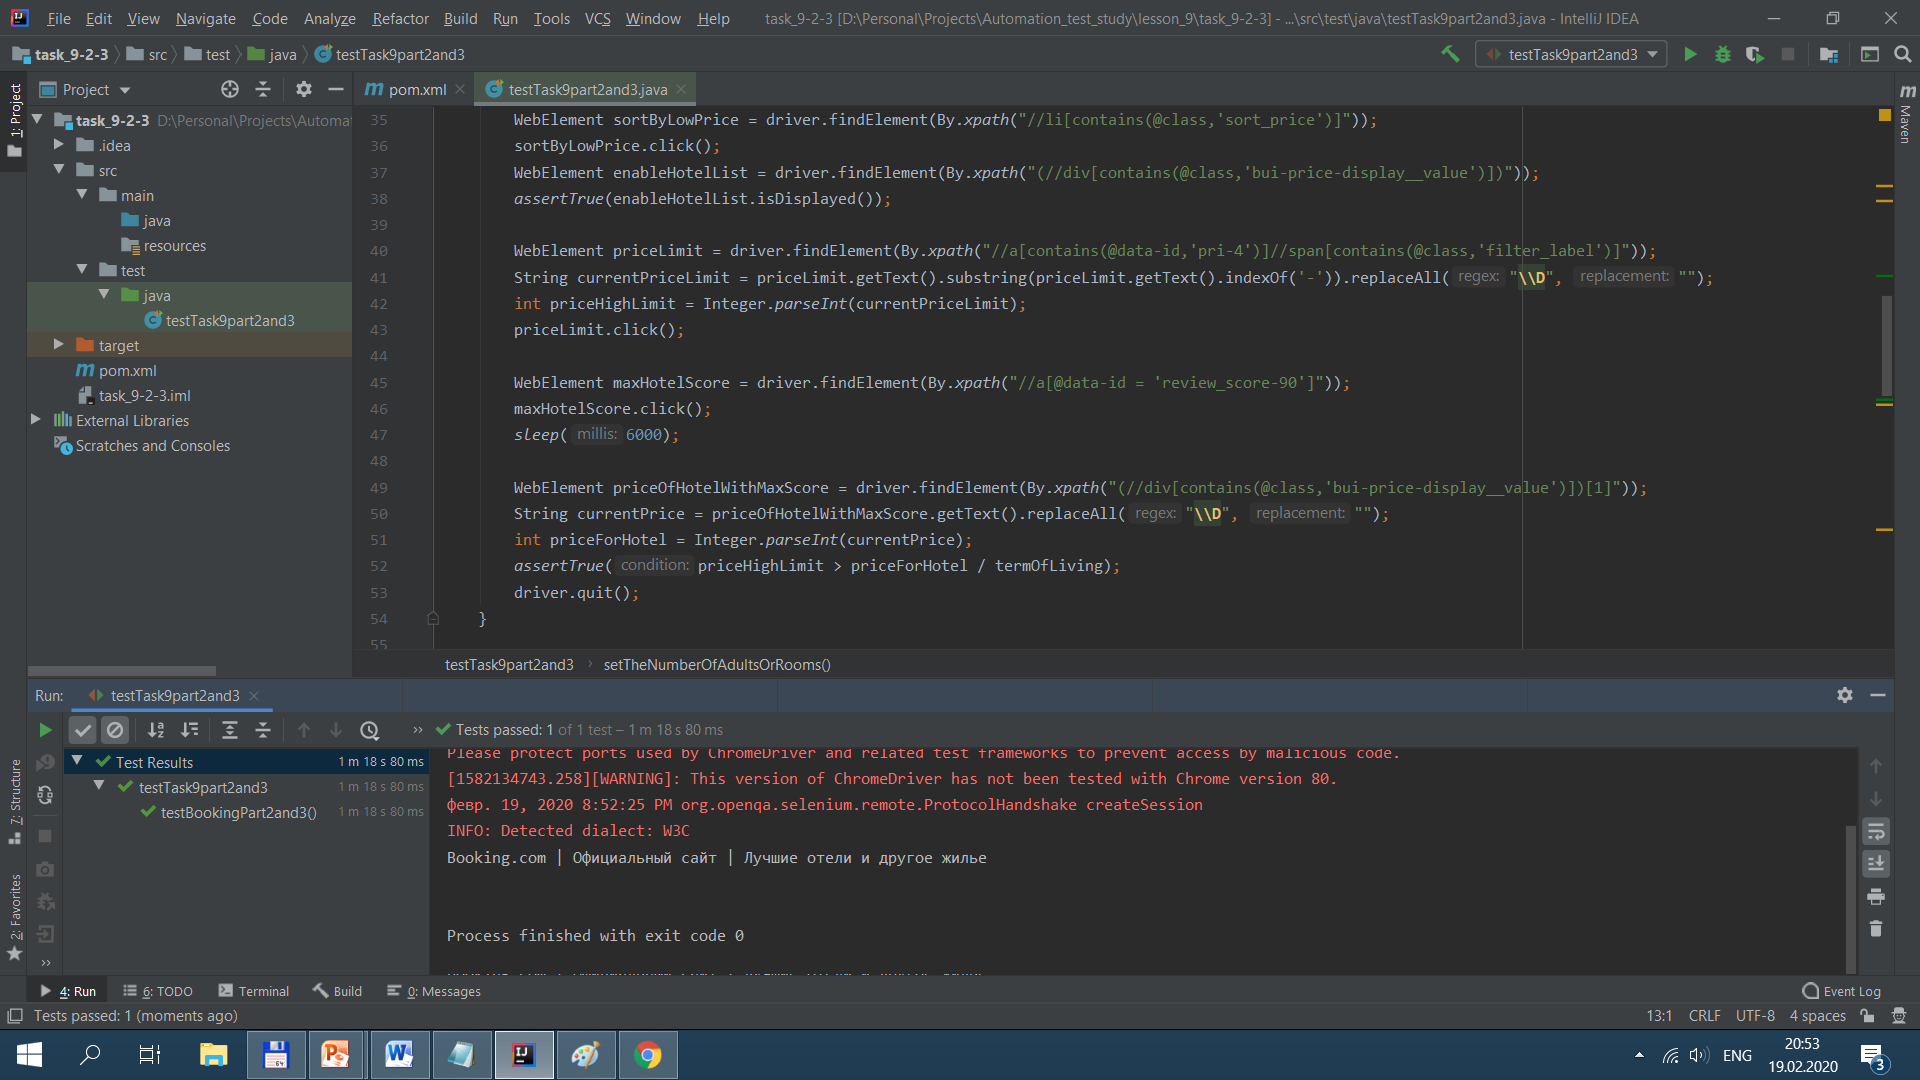 File Edit View Navigate Code Analyze Refactor Build Run Tools VCS Window Help task_9-2-3 [D:\Personal\Projects\Automation_test_study\lesson_9\task_9-2-3] - ...\src\test\java\testTask9part2and3.java - IntelliJ IDEA
task_9-2-3 src test java testTask9part2and3 testTask9part2and3
1: Project
Project
pom.xml testTask9part2and3.java
Maven
task_9-2-3 D:\Personal\Projects\Automat
.idea
src
main
java
resources
test
java
testTask9part2and3
target
pom.xml
task_9-2-3.iml
External Libraries
Scratches and Consoles
35 WebElement sortByLowPrice = driver.findElement(By.xpath("//li[contains(@class,'sort_price')]"));
36 sortByLowPrice.click();
37 WebElement enableHotelList = driver.findElement(By.xpath("(//div[contains(@class,'bui-price-display__value')])"));
38 assertTrue(enableHotelList.isDisplayed());
39
40 WebElement priceLimit = driver.findElement(By.xpath("//a[contains(@data-id,'pri-4')]//span[contains(@class,'filter_label')]"));
41 String currentPriceLimit = priceLimit.getText().substring(priceLimit.getText().indexOf('-')).replaceAll( regex: "\\D", replacement: "");
42 int priceHighLimit = Integer.parseInt(currentPriceLimit);
43 priceLimit.click();
44
45 WebElement maxHotelScore = driver.findElement(By.xpath("//a[@data-id = 'review_score-90']"));
46 maxHotelScore.click();
47 sleep( millis: 6000);
48
49 WebElement priceOfHotelWithMaxScore = driver.findElement(By.xpath("(//div[contains(@class,'bui-price-display__value')])[1]"));
50 String currentPrice = priceOfHotelWithMaxScore.getText().replaceAll( regex: "\\D", replacement: "");
51 int priceForHotel = Integer.parseInt(currentPrice);
52 assertTrue( condition: priceHighLimit > priceForHotel / termOfLiving);
53 driver.quit();
54 }
55
testTask9part2and3 › setTheNumberOfAdultsOrRooms()
Run: testTask9part2and3
» Tests passed: 1 of 1 test – 1 m 18 s 80 ms
Test Results 1 m 18 s 80 ms
testTask9part2and3 1 m 18 s 80 ms
testBookingPart2and3() 1 m 18 s 80 ms
Please protect ports used by ChromeDriver and related test frameworks to prevent access by malicious code.
[1582134743.258][WARNING]: This version of ChromeDriver has not been tested with Chrome version 80.
февр. 19, 2020 8:52:25 PM org.openqa.selenium.remote.ProtocolHandshake createSession
INFO: Detected dialect: W3C
Booking.com | Официальный сайт | Лучшие отели и другое жилье
Process finished with exit code 0
7: Structure
2: Favorites
»
4: Run 6: TODO Terminal Build 0: Messages Event Log
Tests passed: 1 (moments ago) 13:1 CRLF UTF-8 4 spaces
ENG 20:53
19.02.2020
3